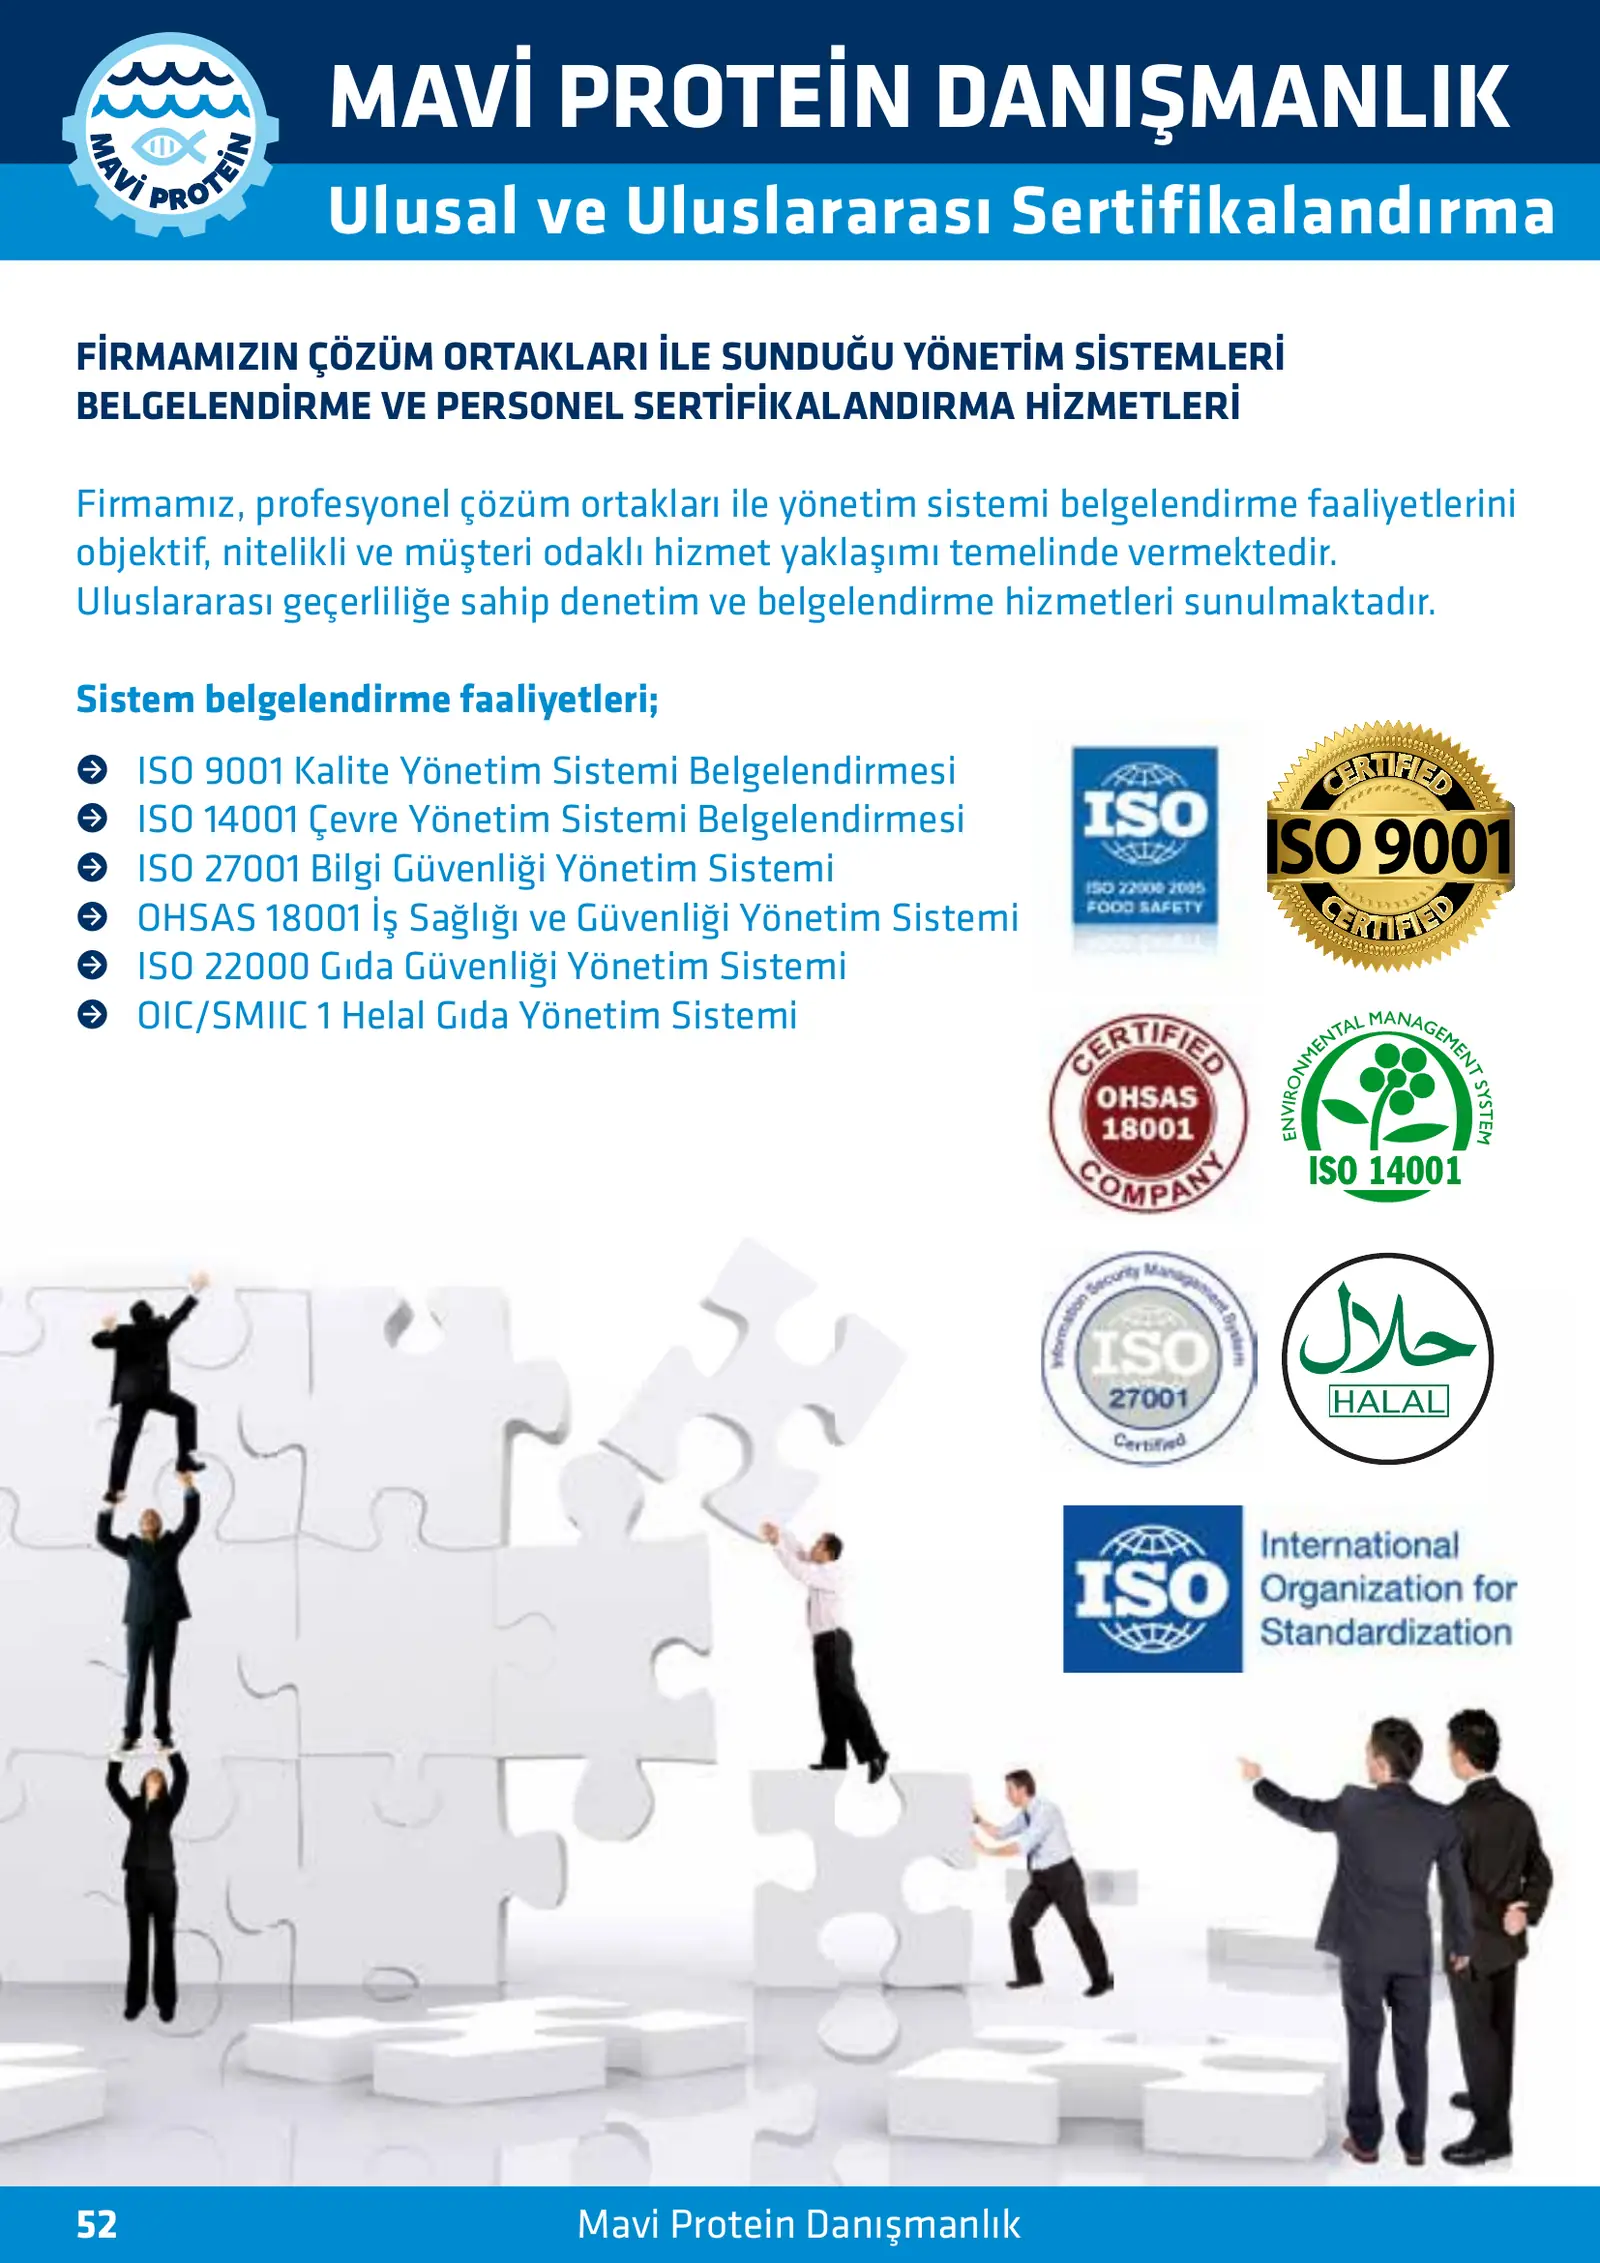 MAVİ PROTEİN DANIŞMANLIK
MAVİ PROTEİN
Ulusal ve Uluslararası Sertifikalandırma
FİRMAMIZIN ÇÖZÜM ORTAKLARI İLE SUNDUĞU YÖNETİM SİSTEMLERİ
BELGELENDİRME VE PERSONEL SERTİFİKALANDIRMA HİZMETLERİ
Firmamız, profesyonel çözüm ortakları ile yönetim sistemi belgelendirme faaliyetlerini
objektif, nitelikli ve müşteri odaklı hizmet yaklaşımı temelinde vermektedir.
Uluslararası geçerliliğe sahip denetim ve belgelendirme hizmetleri sunulmaktadır.
Sistem belgelendirme faaliyetleri;
ISO 9001 Kalite Yönetim Sistemi Belgelendirmesi
ISO 14001 Çevre Yönetim Sistemi Belgelendirmesi
ISO 27001 Bilgi Güvenliği Yönetim Sistemi
OHSAS 18001 İş Sağlığı ve Güvenliği Yönetim Sistemi
ISO 22000 Gıda Güvenliği Yönetim Sistemi
OIC/SMIIC 1 Helal Gıda Yönetim Sistemi
ISO
ISO 22000 2005
FOOD SAFETY
CERTIFIED
ISO 9001
CERTIFIED
CERTIFIED
OHSAS
18001
COMPANY
ENVIRONMENTAL MANAGEMENT SYSTEM
ISO 14001
Information Security Management System
ISO
27001
Certified
حلال
HALAL
ISO
International
Organization for
Standardization
52
Mavi Protein Danışmanlık